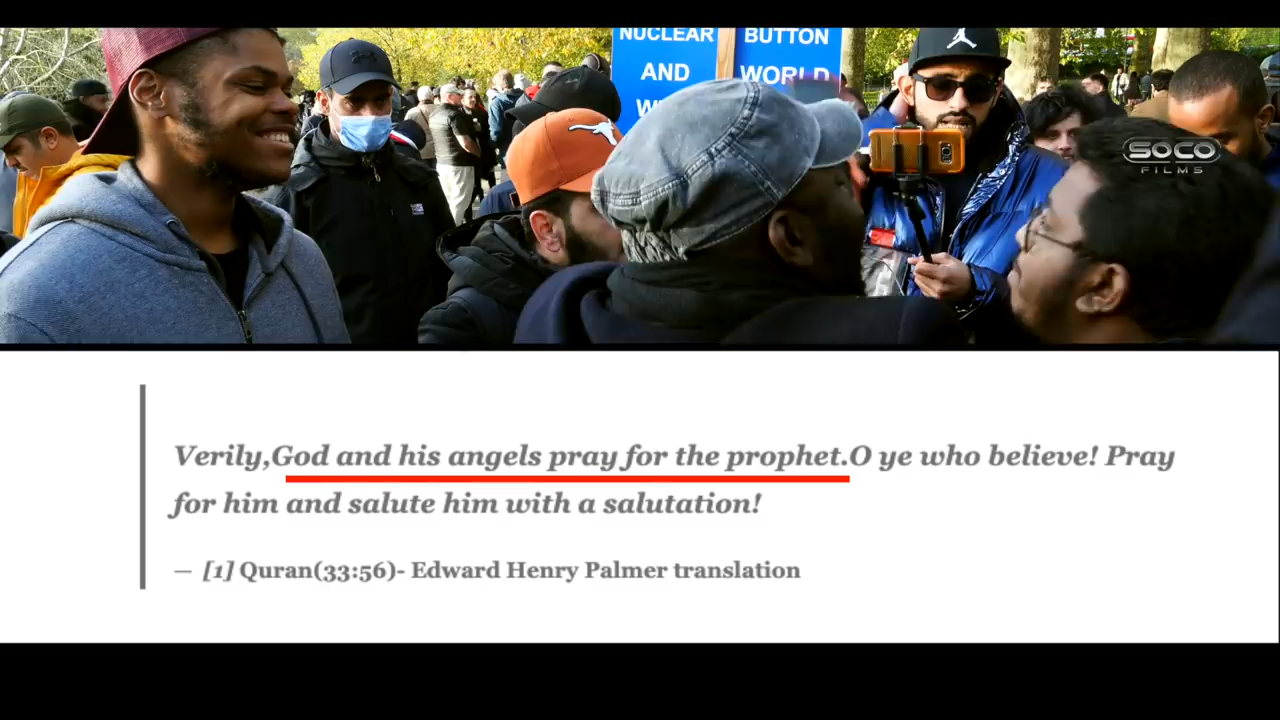 NUCLEAR
AND
BUTTON
WORLD
SOCO
FILMS
Verily,God and his angels pray for the prophet.O ye who believe! Pray
for him and salute him with a salutation!
— [1] Quran(33:56)- Edward Henry Palmer translation